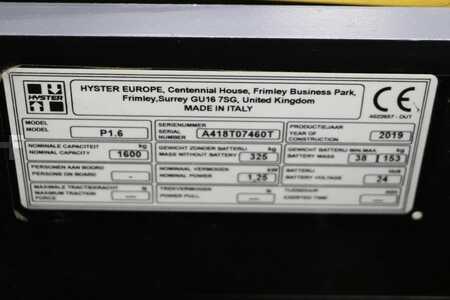 HYSTER
HYSTER EUROPE, Centennial House, Frimley Business Park,
Frimley,Surrey GU16 7SG, United Kingdom
MADE IN ITALY
CE
4022657 - DUT
MODEL
MODEL P1.6
SERIENUMMER
SERIAL NUMBER A418T07460T
PRODUCTIEJAAR
YEAR OF CONSTRUCTION 2019
NOMINALE CAPACITEIT kg
NOMINAL CAPACITY 1600
GEWICHT ZONDER BATTERIJ kg
MASS WITHOUT BATTERY 325
GEWICHT BATTERIJ MIN.MAX. kg
BATTERY MASS 38 153
PERSONEN AAN BOORD
PERSONS ON BOARD -
NOMINAAL VERMOGEN kW
NOMINAL POWER 1,25
BATTERIJ
BATTERY VOLTAGE 24
MAXIMALE TREKKRACHT N
MAXIMUM TRACTION FORCE -
TREKVERMOGEN N
POWER PULL -
TIJDSDUUR